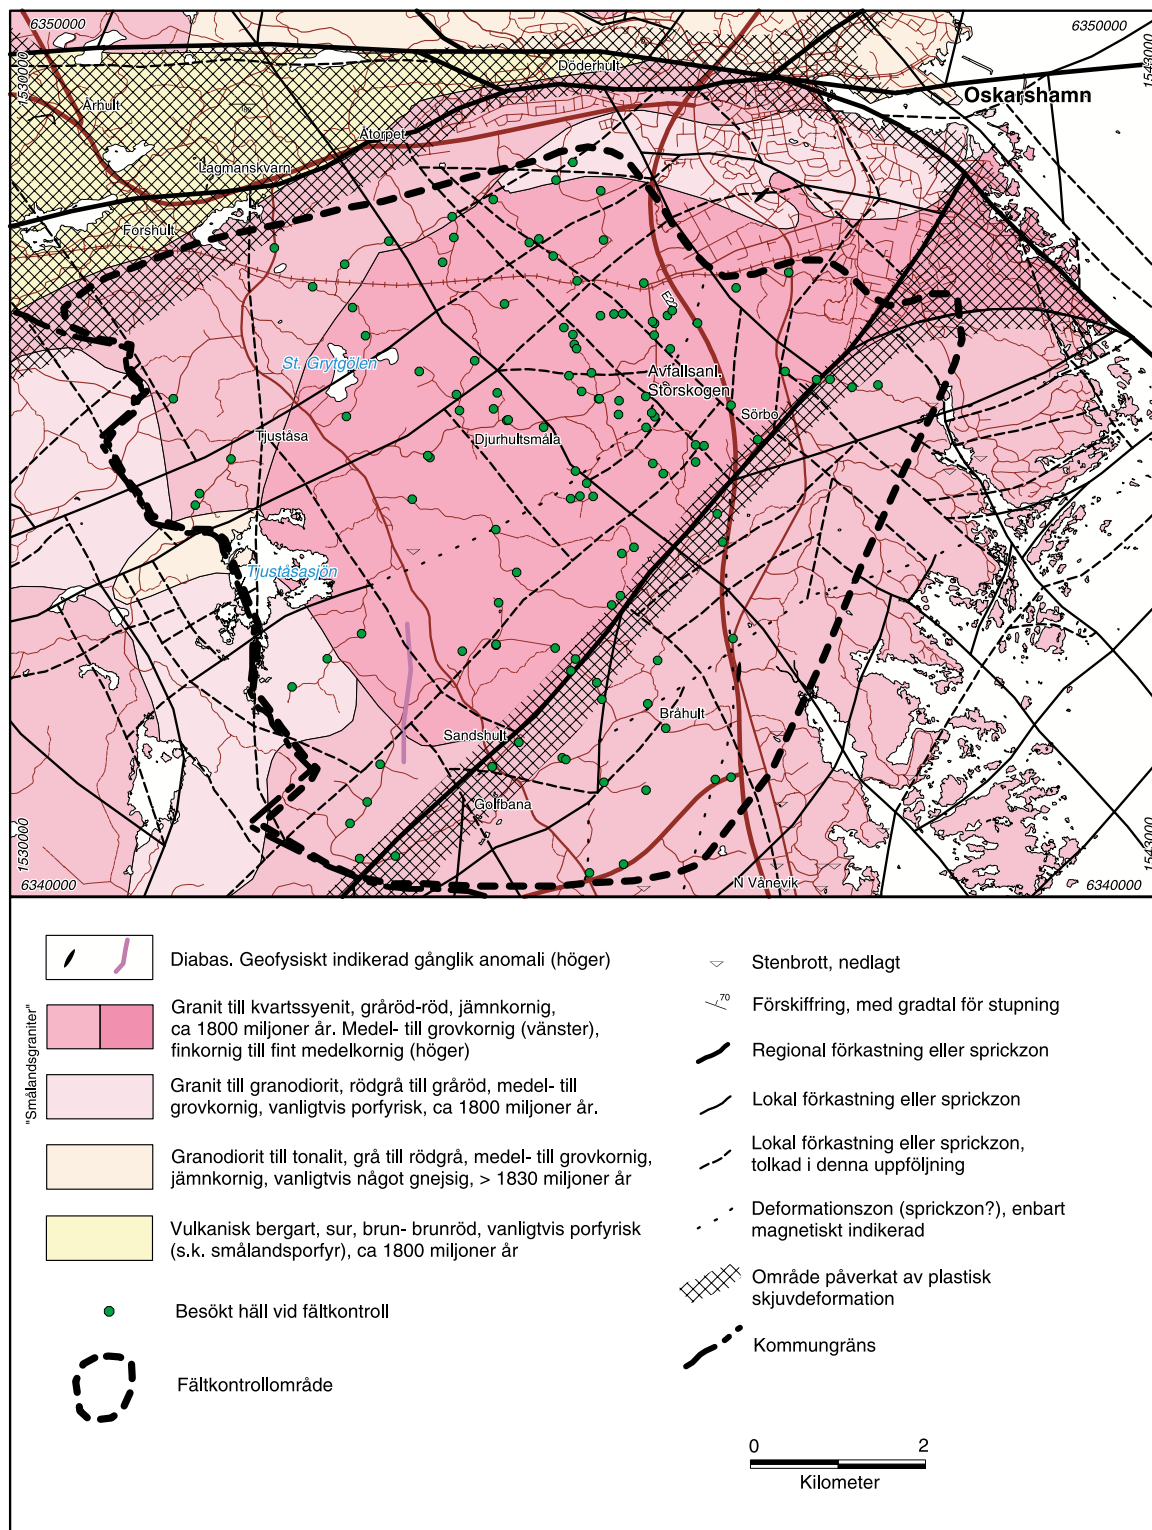 6350000
6350000
1530000
1543000
Döderhult
Oskarshamn
Århult
Ätorpet
Lagmanskvarn
Forshult
E22
St. Grytgölen
Avfallsanl.
Storskogen
Sörbo
Tjuståsa
Djurhultsmåla
Tjuståsasjön
Bråhult
Sandshult
Golfbana
N Vånevik
1530000
1543000
6340000
6340000
"Smålandsgraniter"
Diabas. Geofysiskt indikerad gånglik anomali (höger)
Granit till kvartssyenit, gråröd-röd, jämnkornig,
ca 1800 miljoner år. Medel- till grovkornig (vänster),
finkornig till fint medelkornig (höger)
Granit till granodiorit, rödgrå till gråröd, medel- till
grovkornig, vanligtvis porfyrisk, ca 1800 miljoner år.
Granodiorit till tonalit, grå till rödgrå, medel- till grovkornig,
jämnkornig, vanligtvis något gnejsig, > 1830 miljoner år
Vulkanisk bergart, sur, brun- brunröd, vanligtvis porfyrisk
(s.k. smålandsporfyr), ca 1800 miljoner år
Besökt häll vid fältkontroll
Fältkontrollområde
Stenbrott, nedlagt
70
Förskiffring, med gradtal för stupning
Regional förkastning eller sprickzon
Lokal förkastning eller sprickzon
Lokal förkastning eller sprickzon,
tolkad i denna uppföljning
Deformationszon (sprickzon?), enbart
magnetiskt indikerad
Område påverkat av plastisk
skjuvdeformation
Kommungräns
0 2
Kilometer